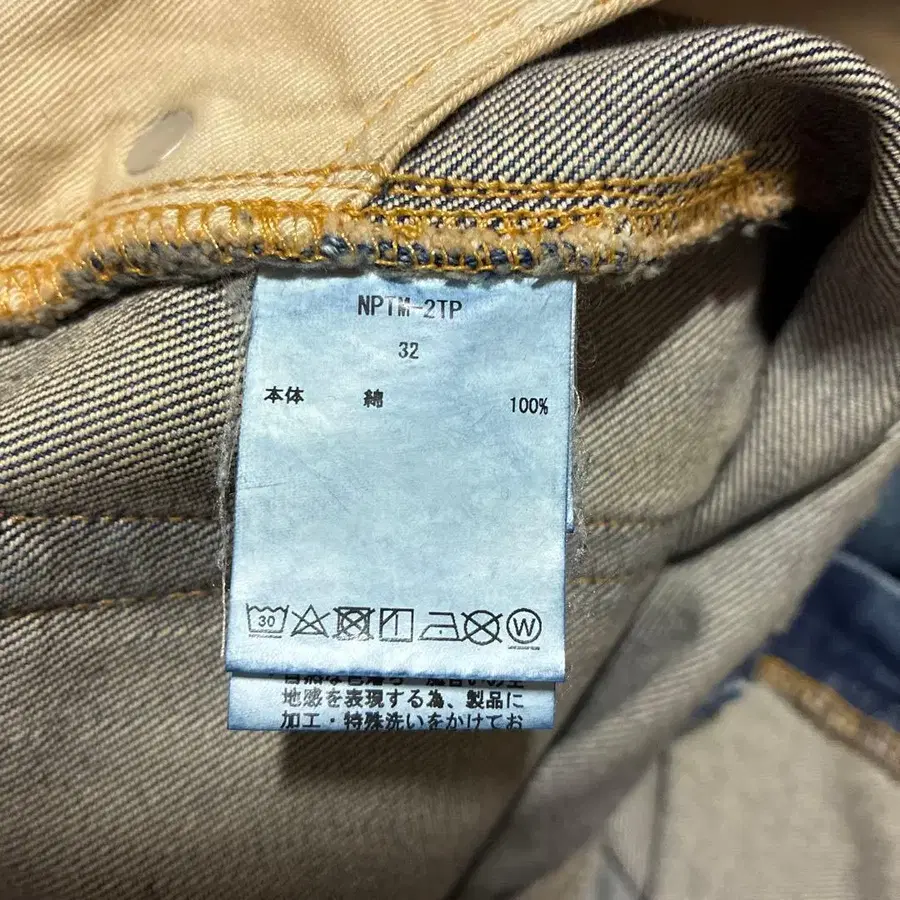 NPTM-2TP
32
本体 綿 100%
30 W
地感を表現する為、製品に
加工・特殊洗いをかけてお